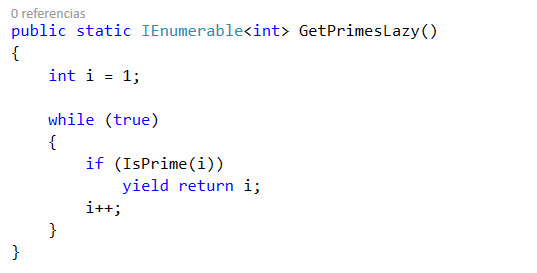 0 referencias
public static IEnumerable<int> GetPrimesLazy()
{
    int i = 1;

    while (true)
    {
        if (IsPrime(i))
            yield return i;
        i++;
    }
}